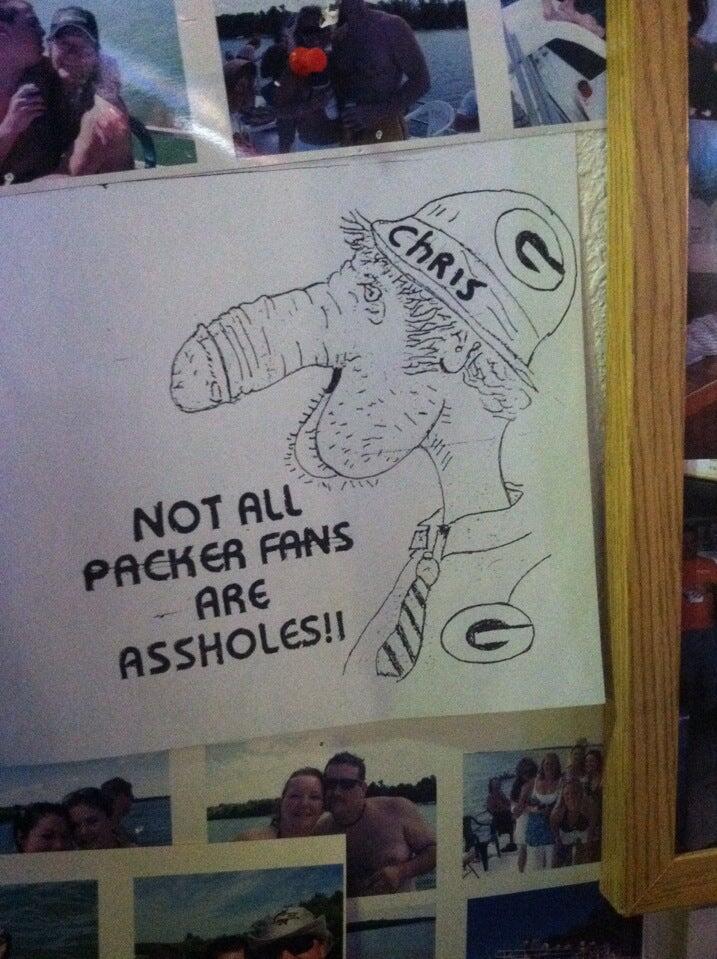 ChRIS
G
NOT ALL
PACKER FANS
ARE
ASSHOLES!!
G